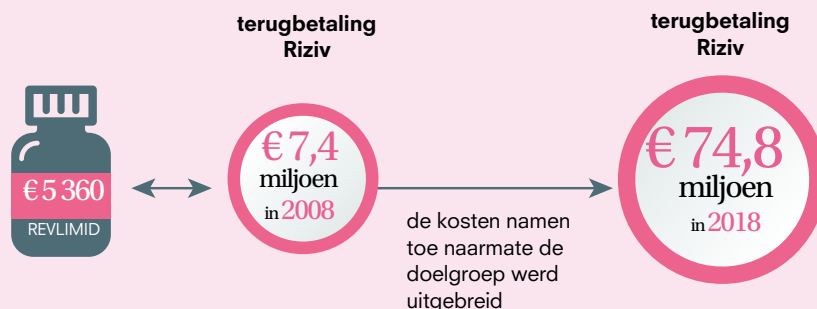 terugbetaling
Riziv
€ 5 360
REVLIMID
€ 7,4
miljoen
in 2008
de kosten namen
toe naarmate de
doelgroep werd
uitgebreid
terugbetaling
Riziv
€ 74,8
miljoen
in 2018